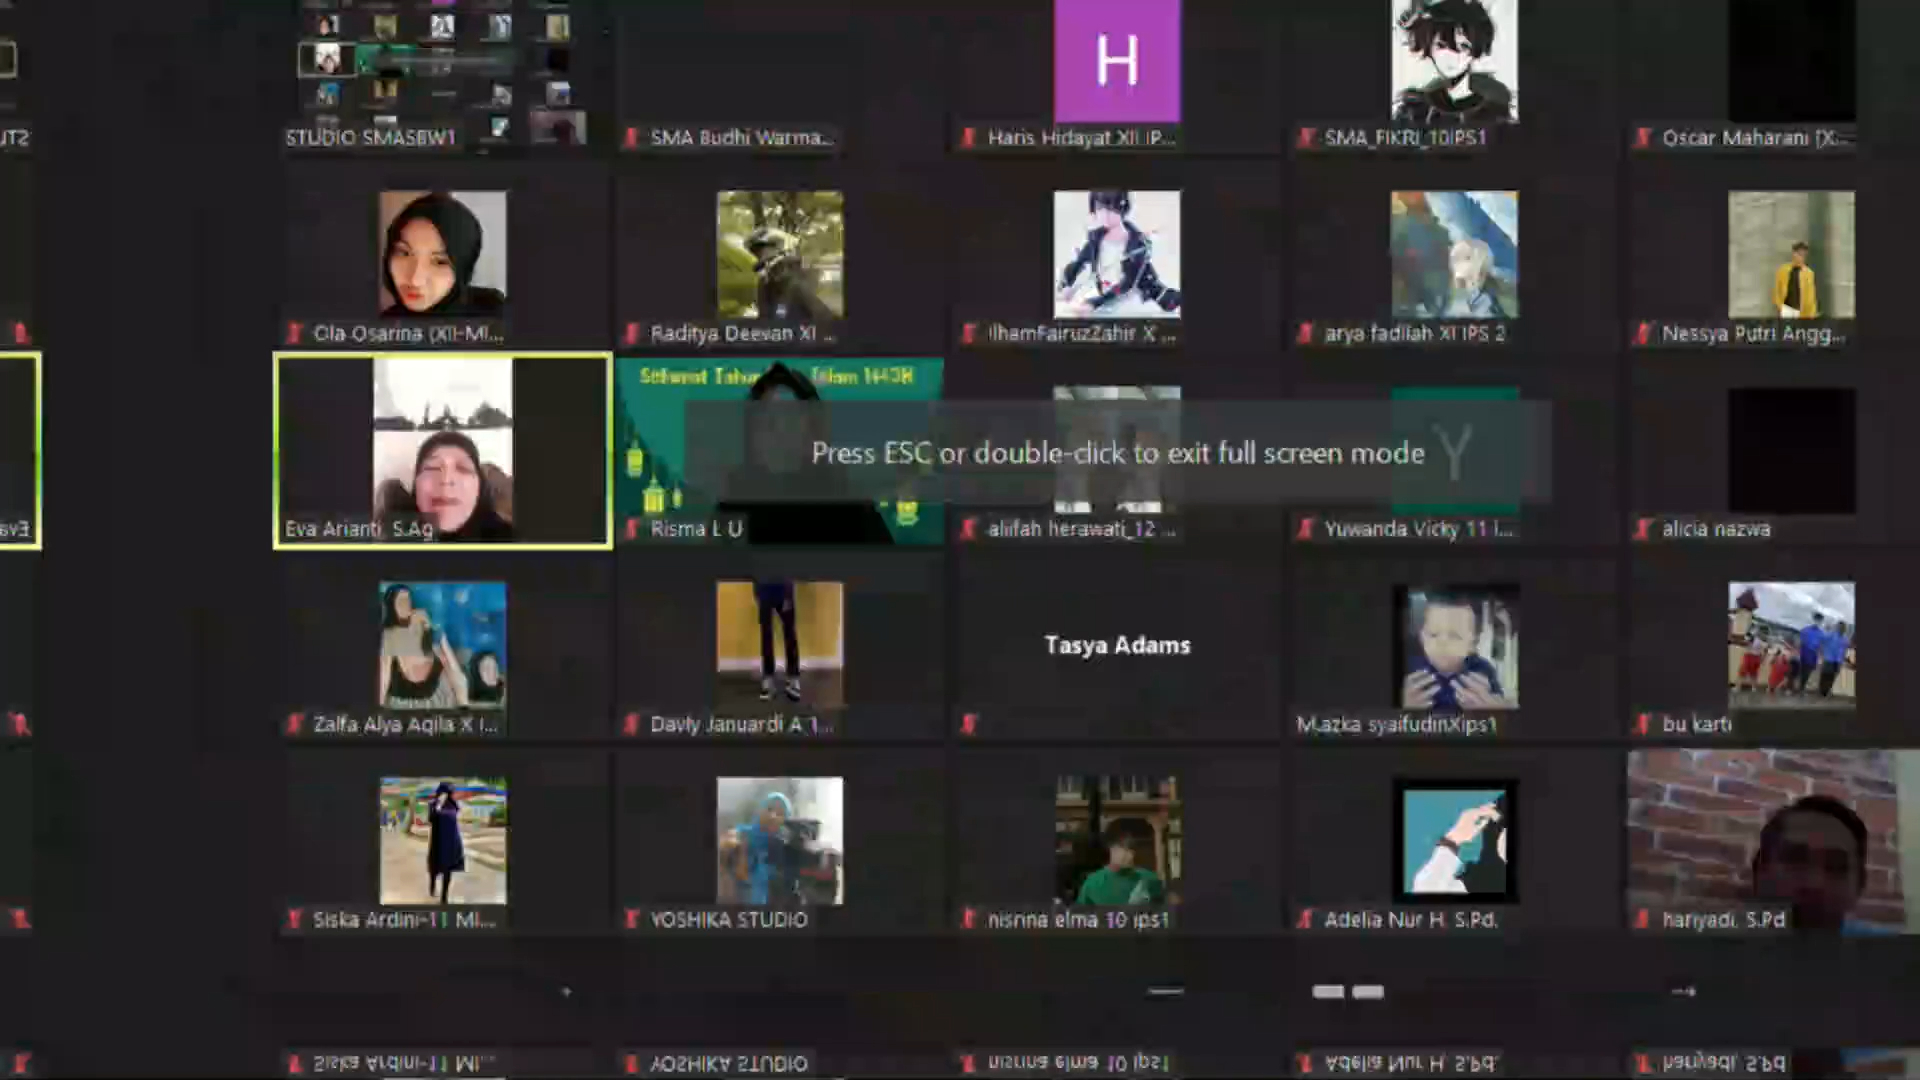 STUDIO SMASBW1
SMA Budhi Warma...
H
Haris Hidayat XII IP...
SMA_FIKRI_10IPS1
Oscar Maharani (X-...
Ola Osarina (XII-MI...
Raditya Deevan XI ...
IlhamFairuzZahir X ...
arya fadilah XI IPS 2
Nessya Putri Angg...
Press ESC or double-click to exit full screen mode
Y
Eva Arianti, S.Ag
Risma L U
alifah herawati_12 ...
Yuwanda Vicky 11 I...
alicia nazwa
Tasya Adams
Zalfa Alya Aqila X I...
Davly Januardi A 1...
M.azka syaifudinXips1
bu karti
Siska Ardini-11 MI...
YOSHIKA STUDIO
nisrina elma 10 ips1
Adelia Nur H. S.Pd.
hariyadi. S.Pd